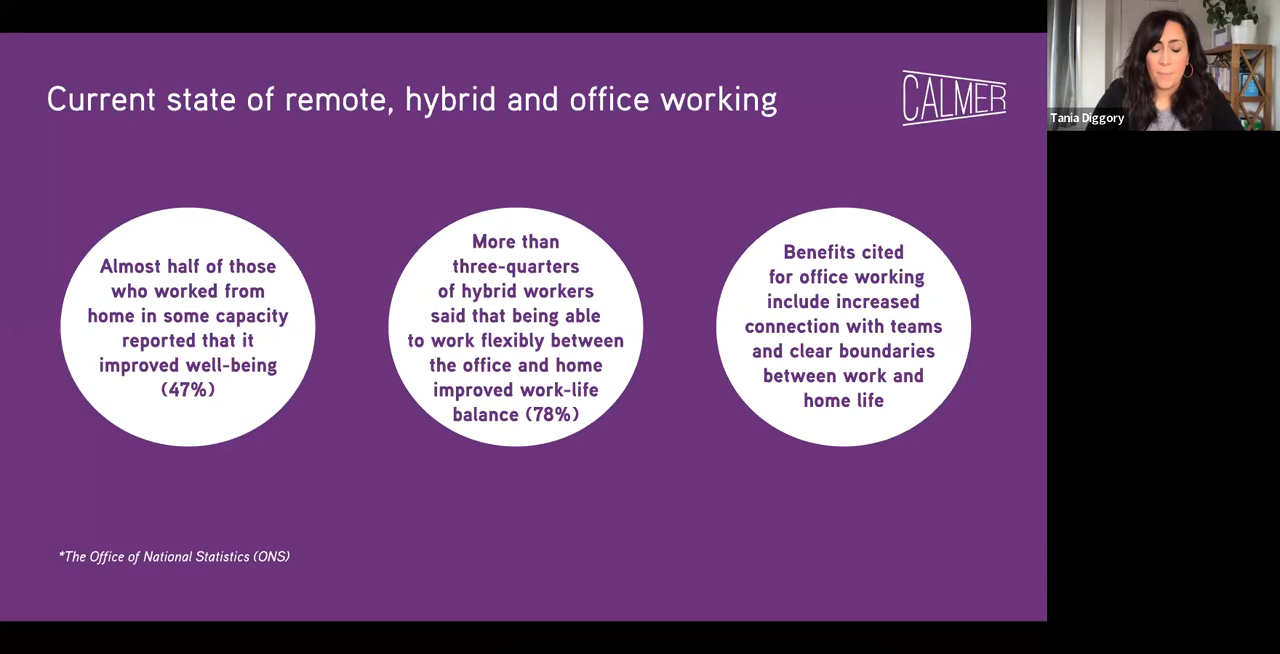 Current state of remote, hybrid and office working
CALMER
Tania Diggory
Almost half of those
who worked from
home in some capacity
reported that it
improved well-being
(47%)
More than
three-quarters
of hybrid workers
said that being able
to work flexibly between
the office and home
improved work-life
balance (78%)
Benefits cited
for office working
include increased
connection with teams
and clear boundaries
between work and
home life
*The Office of National Statistics (ONS)